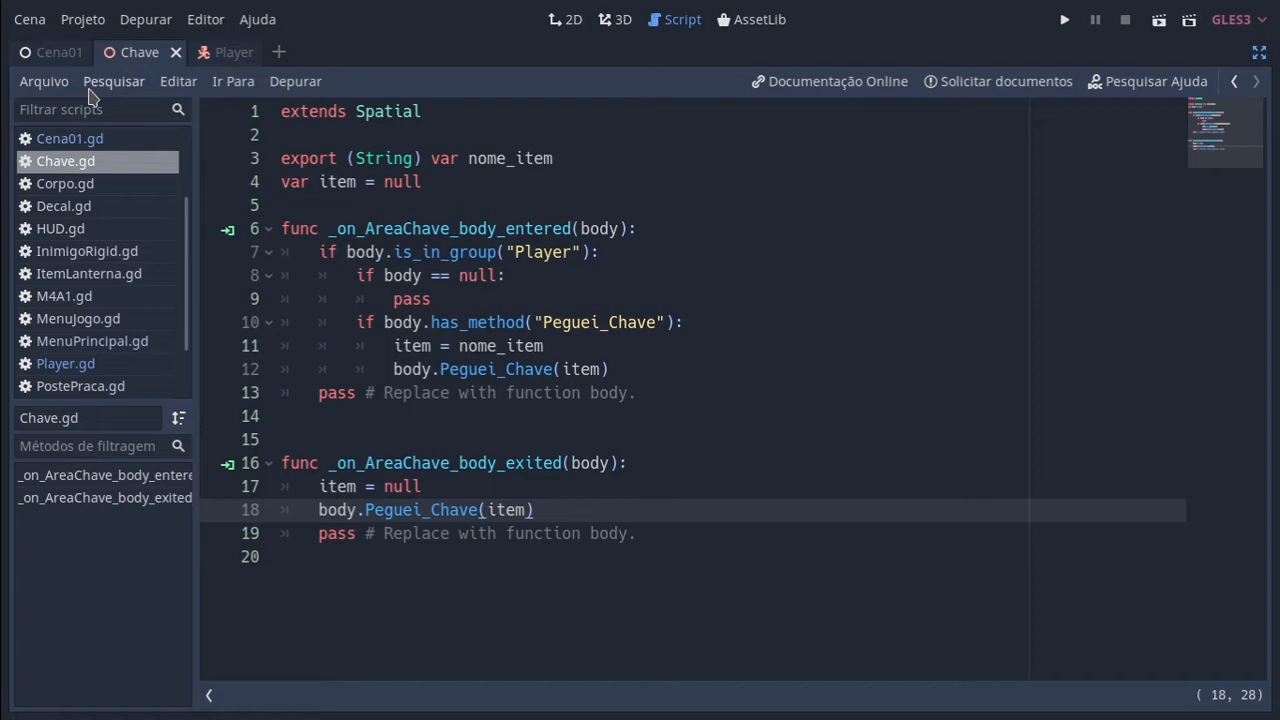 Cena Projeto Depurar Editor Ajuda 2D 3D Script AssetLib GLES3
Cena01 Chave Player
Arquivo Pesquisar Editar Ir Para Depurar Documentação Online Solicitar documentos Pesquisar Ajuda
Filtrar scripts
Cena01.gd
Chave.gd
Corpo.gd
Decal.gd
HUD.gd
InimigoRigid.gd
ItemLanterna.gd
M4A1.gd
MenuJogo.gd
MenuPrincipal.gd
Player.gd
PostePraca.gd
Chave.gd
Métodos de filtragem
_on_AreaChave_body_entere
_on_AreaChave_body_exited
1 extends Spatial
2
3 export (String) var nome_item
4 var item = null
5
6 func _on_AreaChave_body_entered(body):
7 if body.is_in_group("Player"):
8 if body == null:
9 pass
10 if body.has_method("Peguei_Chave"):
11 item = nome_item
12 body.Peguei_Chave(item)
13 pass # Replace with function body.
14
15
16 func _on_AreaChave_body_exited(body):
17 item = null
18 body.Peguei_Chave(item)
19 pass # Replace with function body.
20
( 18, 28)